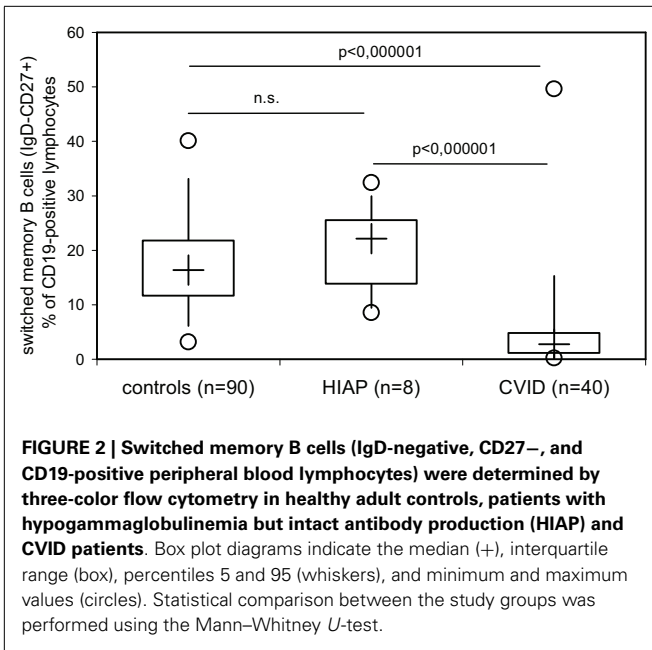 60
50
40
30
20
10
0
switched memory B cells (IgD-CD27+)
% of CD19-positive lymphocytes
p<0,000001
n.s.
p<0,000001
controls (n=90)
HIAP (n=8)
CVID (n=40)
FIGURE 2 | Switched memory B cells (IgD-negative, CD27−, and
CD19-positive peripheral blood lymphocytes) were determined by
three-color flow cytometry in healthy adult controls, patients with
hypogammaglobulinemia but intact antibody production (HIAP) and
CVID patients. Box plot diagrams indicate the median (+), interquartile
range (box), percentiles 5 and 95 (whiskers), and minimum and maximum
values (circles). Statistical comparison between the study groups was
performed using the Mann–Whitney U-test.